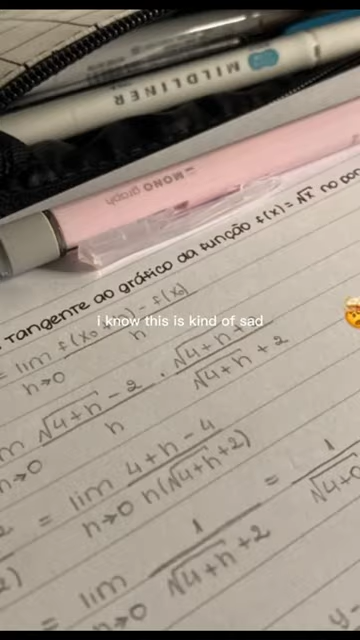 MILDLINER
MONO graph
tangente ao gráfico da função f(x) = √x no
= lim f(x₀ + h) - f(x₀)
h→0 h
i know this is kind of sad
√4+h - 2 . √4+h + 2
h √4+h + 2
h→0
= lim 4+h-4 = 1
h→0 h(√4+h+2) √4+0
= lim 1
h→0 √4+h + 2
y-